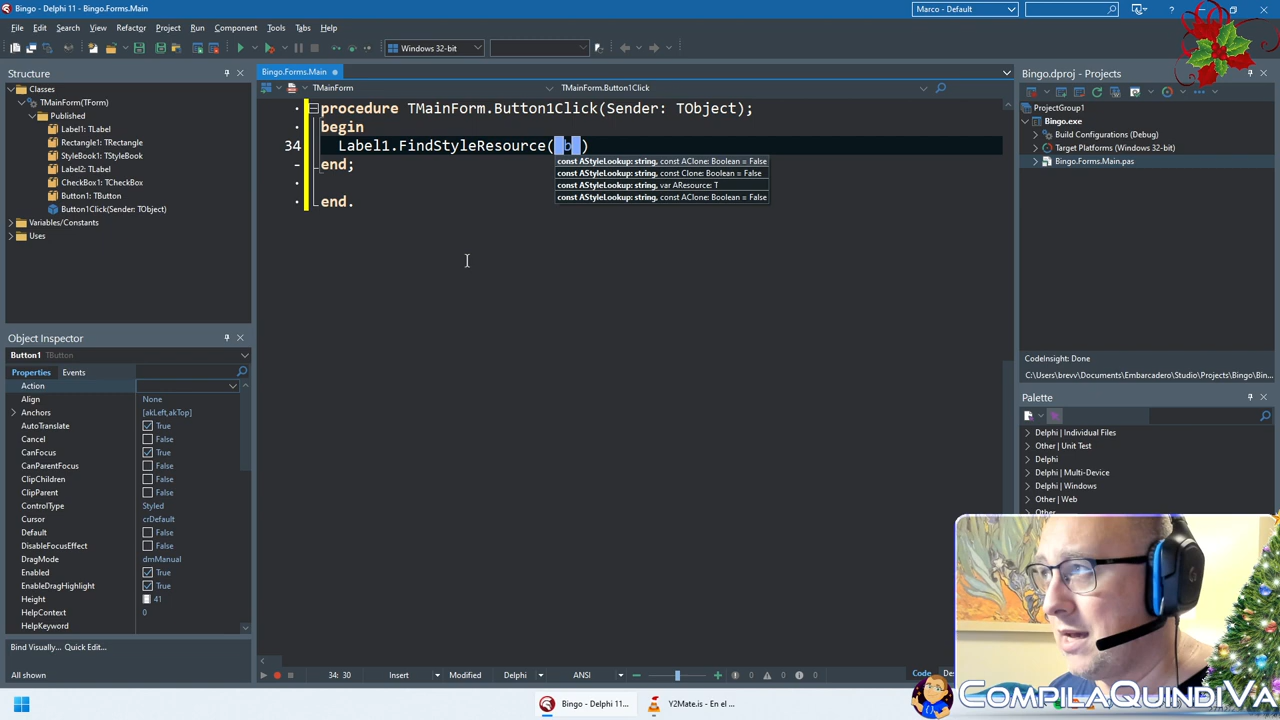 Bingo - Delphi 11 - Bingo.Forms.Main
Marco - Default
File Edit Search View Refactor Project Run Component Tools Tabs Help
Windows 32-bit
Structure
Classes
TMainForm(TForm)
Published
Label1: TLabel
Rectangle1: TRectangle
StyleBook1: TStyleBook
Label2: TLabel
CheckBox1: TCheckBox
Button1: TButton
Button1Click(Sender: TObject)
Variables/Constants
Uses
Object Inspector
Button1 TButton
Properties Events
Action
Align None
Anchors [akLeft,akTop]
AutoTranslate True
Cancel False
CanFocus True
CanParentFocus False
ClipChildren False
ClipParent False
ControlType Styled
Cursor crDefault
Default False
DisableFocusEffect False
DragMode dmManual
Enabled True
EnableDragHighlight True
Height 41
HelpContext 0
HelpKeyword
Bind Visually... Quick Edit...
All shown
Bingo.Forms.Main
TMainForm TMainForm.Button1Click
procedure TMainForm.Button1Click(Sender: TObject);
begin
34 Label1.FindStyleResource( b )
const AStyleLookup: string, const AClone: Boolean = False
const AStyleLookup: string, const Clone: Boolean = False
const AStyleLookup: string, var AResource: T
const AStyleLookup: string, const AClone: Boolean = False
end;
end.
34: 30 Insert Modified Delphi ANSI 0 0 0
Code De
Bingo.dproj - Projects
ProjectGroup1
Bingo.exe
Build Configurations (Debug)
Target Platforms (Windows 32-bit)
Bingo.Forms.Main.pas
CodeInsight: Done
C:\Users\brevv\Documents\Embarcadero\Studio\Projects\Bingo\Bin...
Palette
Delphi | Individual Files
Other | Unit Test
Delphi
Delphi | Multi-Device
Delphi | Windows
Other | Web
Other
Bingo - Delphi 11...
Y2Mate.is - En el ...
CompilaQuindiVa